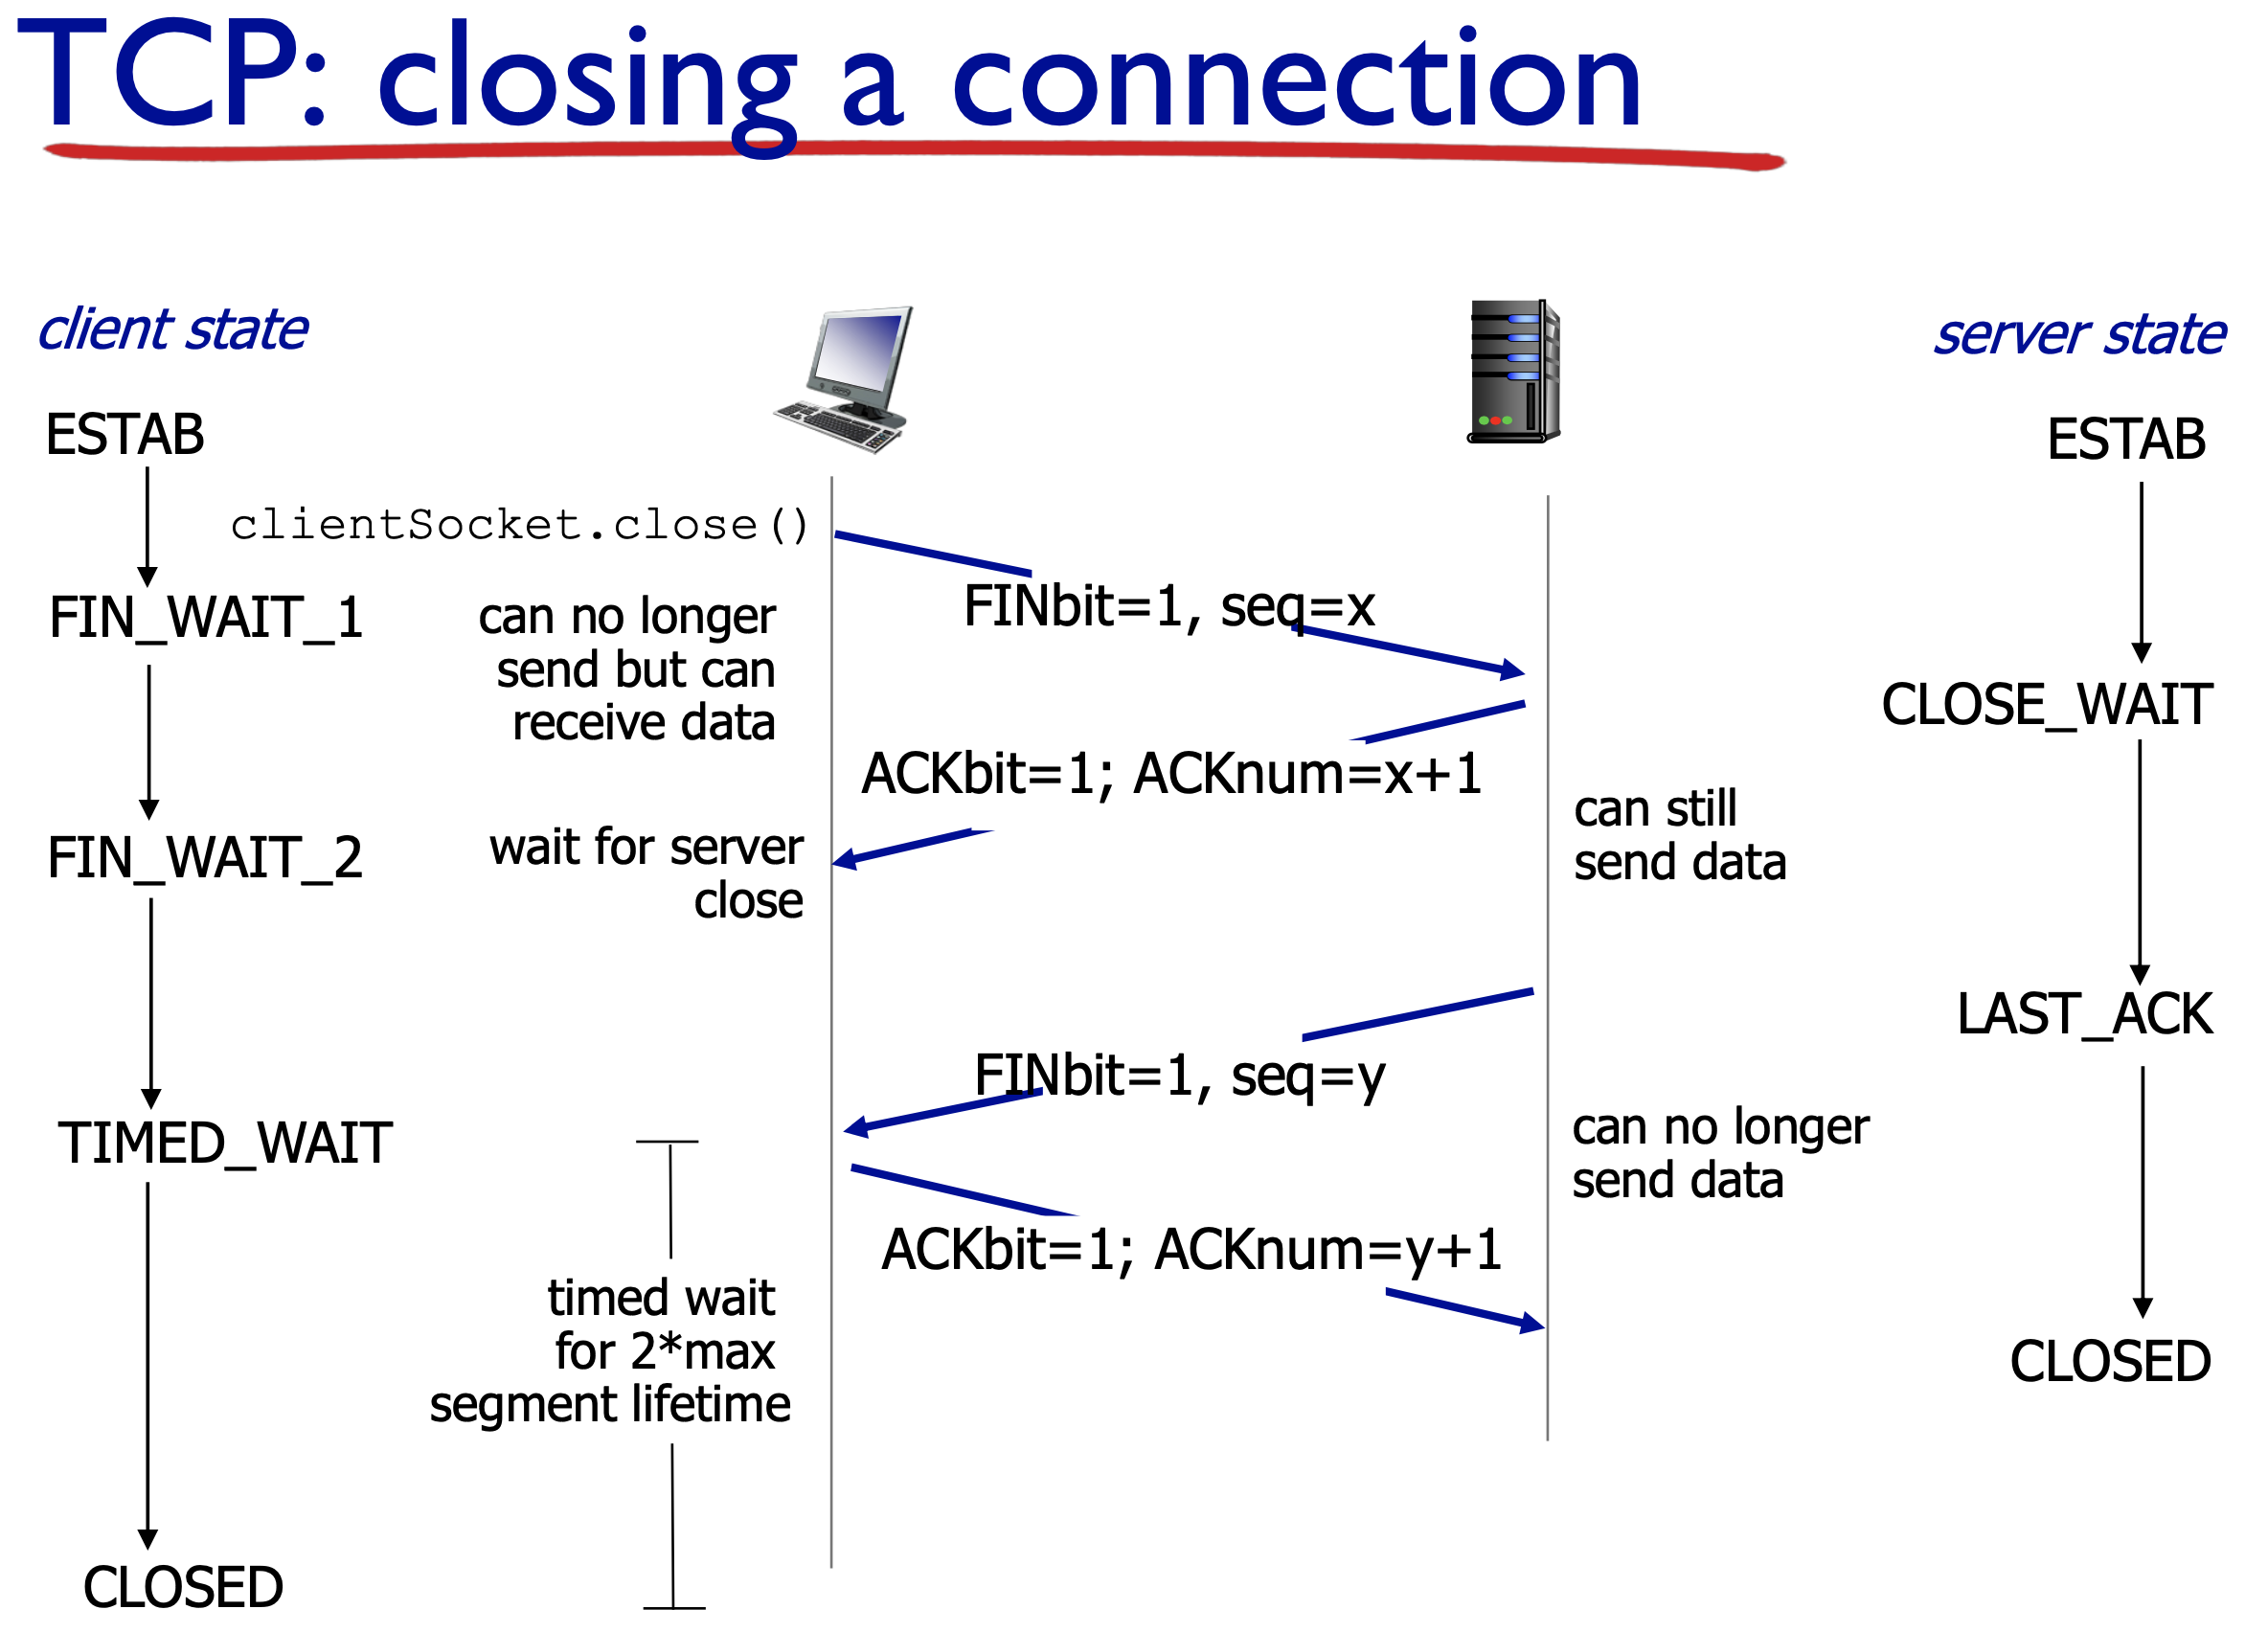 TCP: closing a connection
client state
server state
ESTAB
ESTAB
clientSocket.close()
FIN_WAIT_1
can no longer
send but can
receive data
FINbit=1, seq=x
CLOSE_WAIT
ACKbit=1; ACKnum=x+1
can still
send data
FIN_WAIT_2
wait for server
close
LAST_ACK
FINbit=1, seq=y
TIMED_WAIT
can no longer
send data
ACKbit=1; ACKnum=y+1
timed wait
for 2*max
segment lifetime
CLOSED
CLOSED